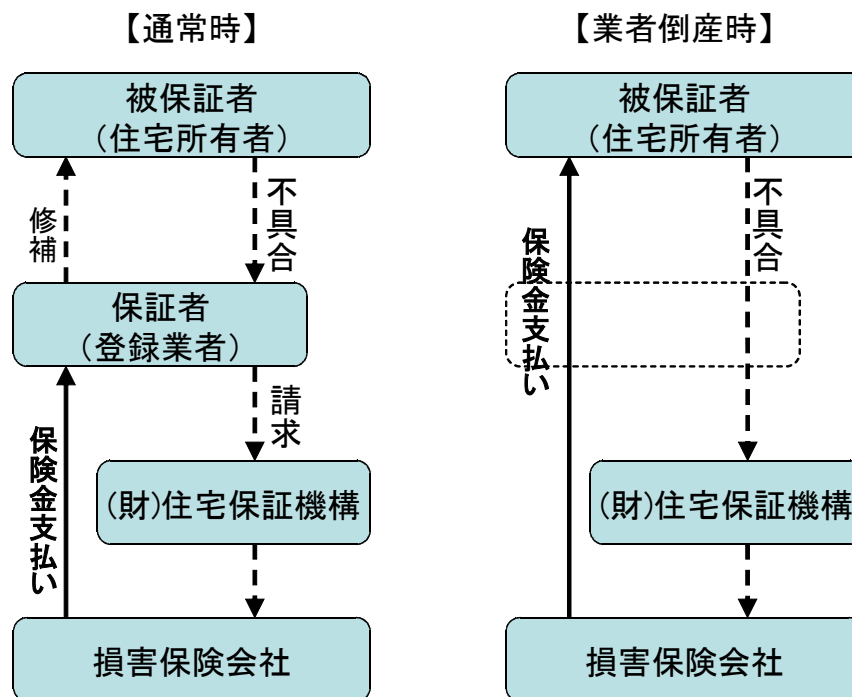 【通常時】
被保証者
(住宅所有者)
修補
不具合
保証者
(登録業者)
請求
保険金支払い
(財)住宅保証機構
損害保険会社
【業者倒産時】
被保証者
(住宅所有者)
不具合
保険金支払い
(財)住宅保証機構
損害保険会社